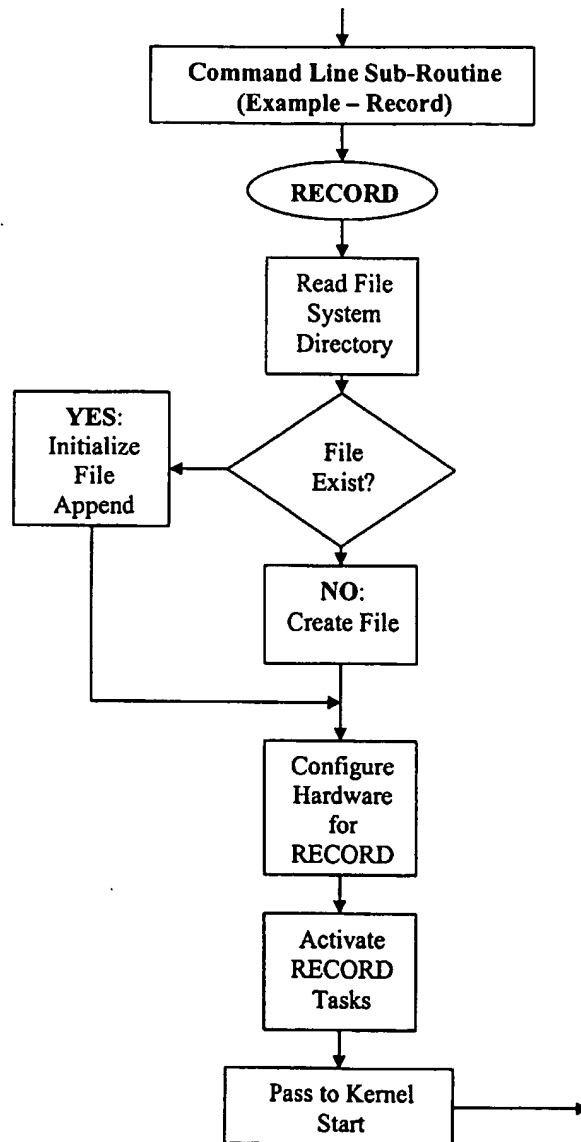 Command Line Sub-Routine
(Example – Record)
RECORD
Read File
System
Directory
YES:
Initialize
File
Append
File
Exist?
NO:
Create File
Configure
Hardware
for
RECORD
Activate
RECORD
Tasks
Pass to Kernel
Start